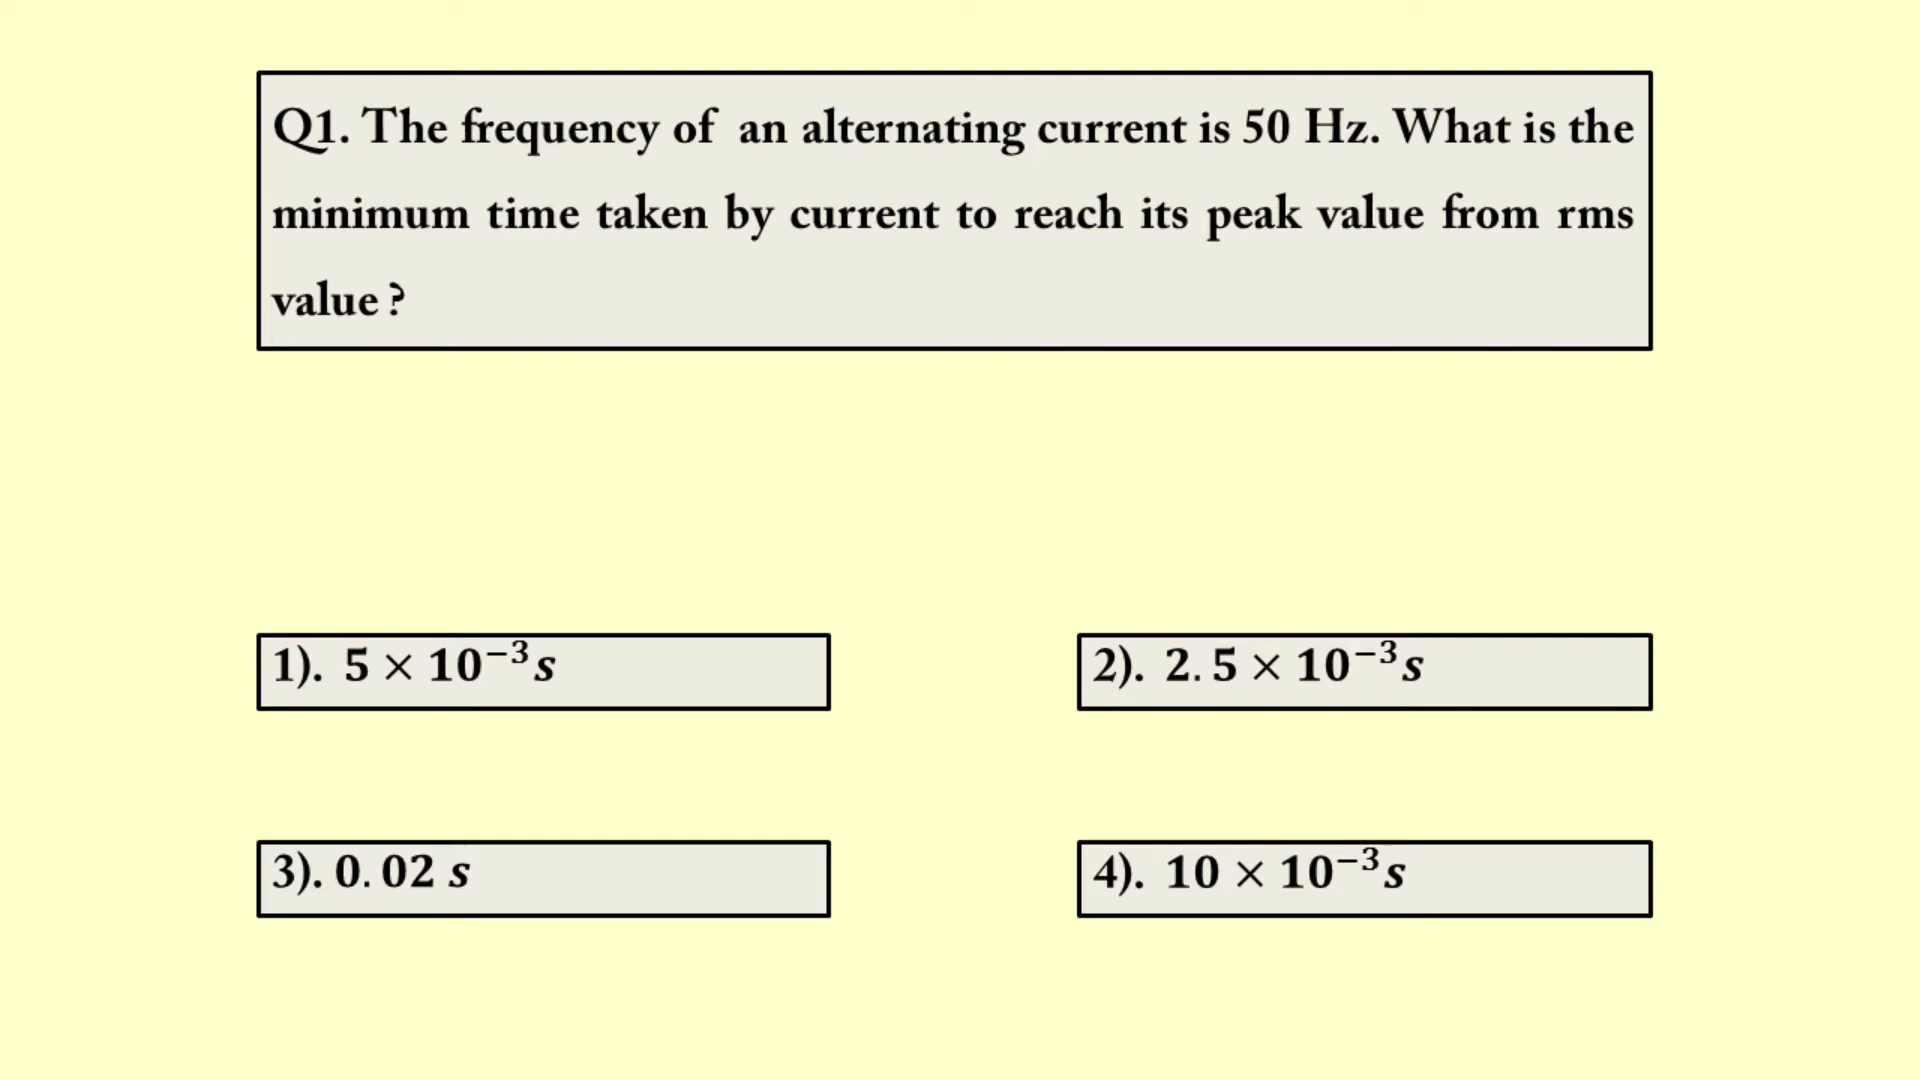 Q1. The frequency of an alternating current is 50 Hz. What is the
minimum time taken by current to reach its peak value from rms
value ?
1). 5 × 10⁻³s
2). 2.5 × 10⁻³s
3). 0.02 s
4). 10 × 10⁻³s